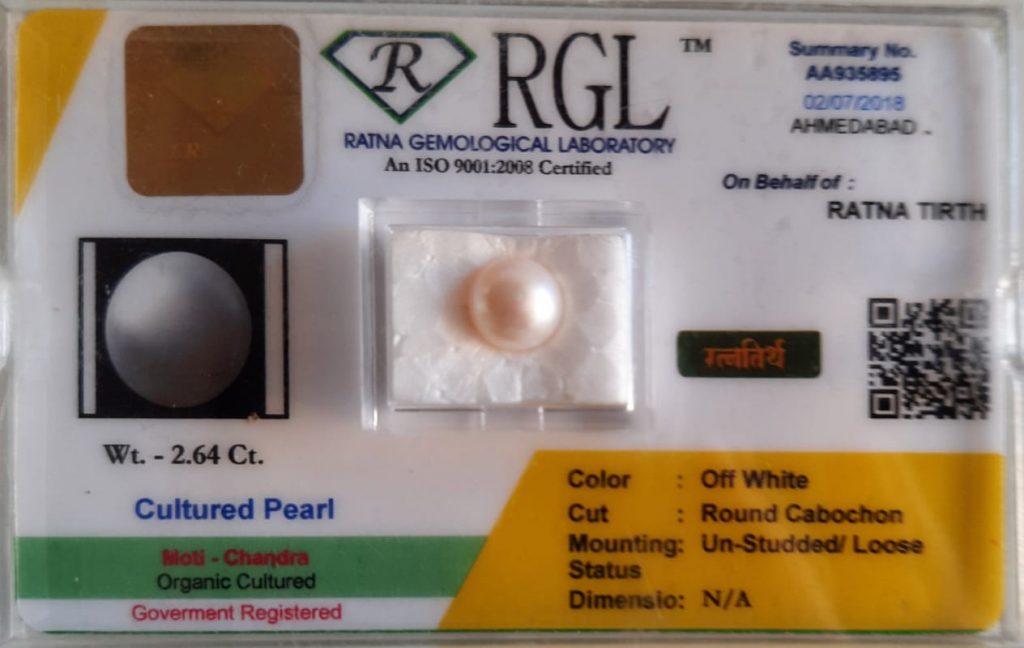 R
RGL ™
RATNA GEMOLOGICAL LABORATORY
An ISO 9001:2008 Certified
Summary No.
AA935895
02/07/2018
AHMEDABAD
On Behalf of :
RATNA TIRTH
रत्नतिर्थ
Wt. - 2.64 Ct.
Cultured Pearl
Moti - Chandra
Organic Cultured
Goverment Registered
Color : Off White
Cut : Round Cabochon
Mounting: Un-Studded/ Loose
Status
Dimensio: N/A